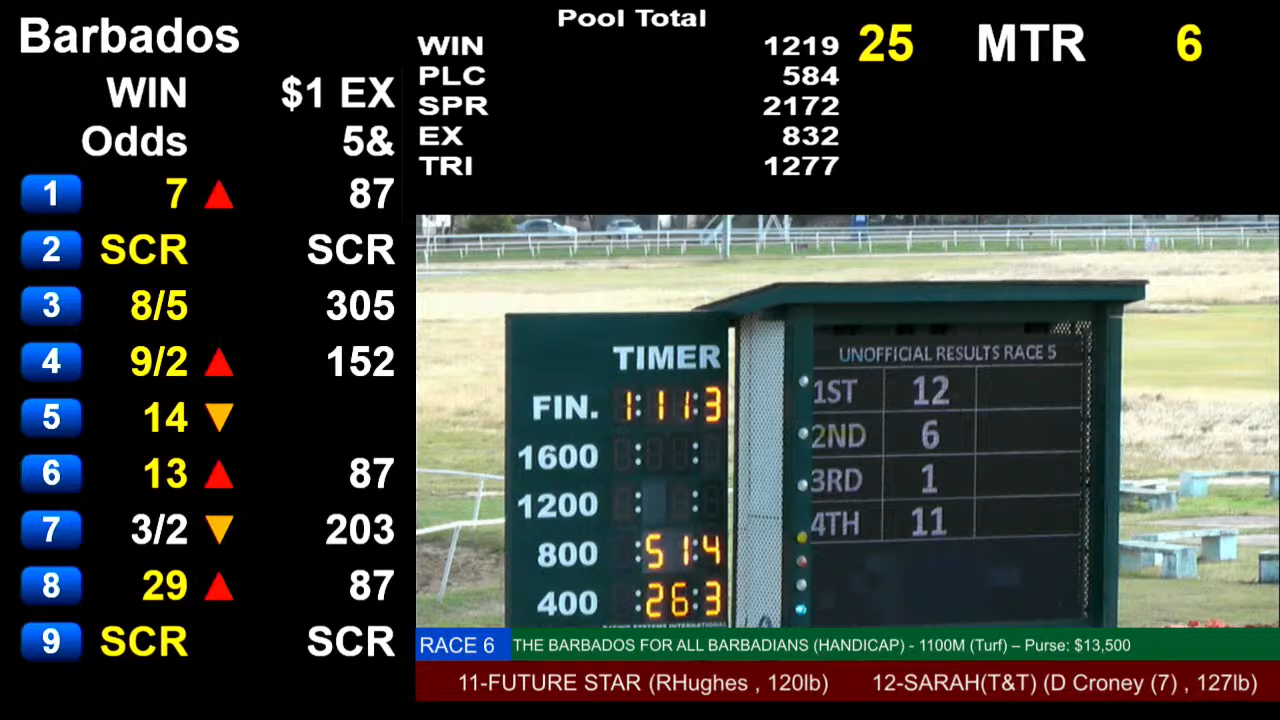 Barbados
WIN $1 EX
Odds 5&
1 7 87
2 SCR SCR
3 8/5 305
4 9/2 152
5 14
6 13 87
7 3/2 203
8 29 87
9 SCR SCR
Pool Total
WIN 1219
PLC 584
SPR 2172
EX 832
TRI 1277
25 MTR 6
TIMER
FIN. 1:11:3
1600 : :
1200 : :
800 :51:4
400 :26:3
RACING SYSTEMS INTERNATIONAL
UNOFFICIAL RESULTS RACE 5
1ST 12
2ND 6
3RD 1
4TH 11
RACE 6 THE BARBADOS FOR ALL BARBADIANS (HANDICAP) - 1100M (Turf) – Purse: $13,500
11-FUTURE STAR (RHughes , 120lb) 12-SARAH(T&T) (D Croney (7) , 127lb)